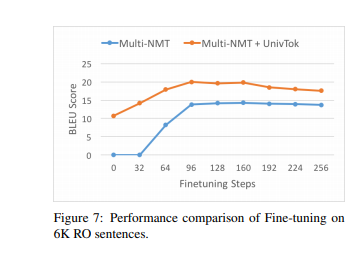 Multi-NMT Multi-NMT + UnivTok
25
20
15
10
5
0
BLEU Score
0 32 64 96 128 160 192 224 256
Finetuning Steps
Figure 7: Performance comparison of Fine-tuning on
6K RO sentences.